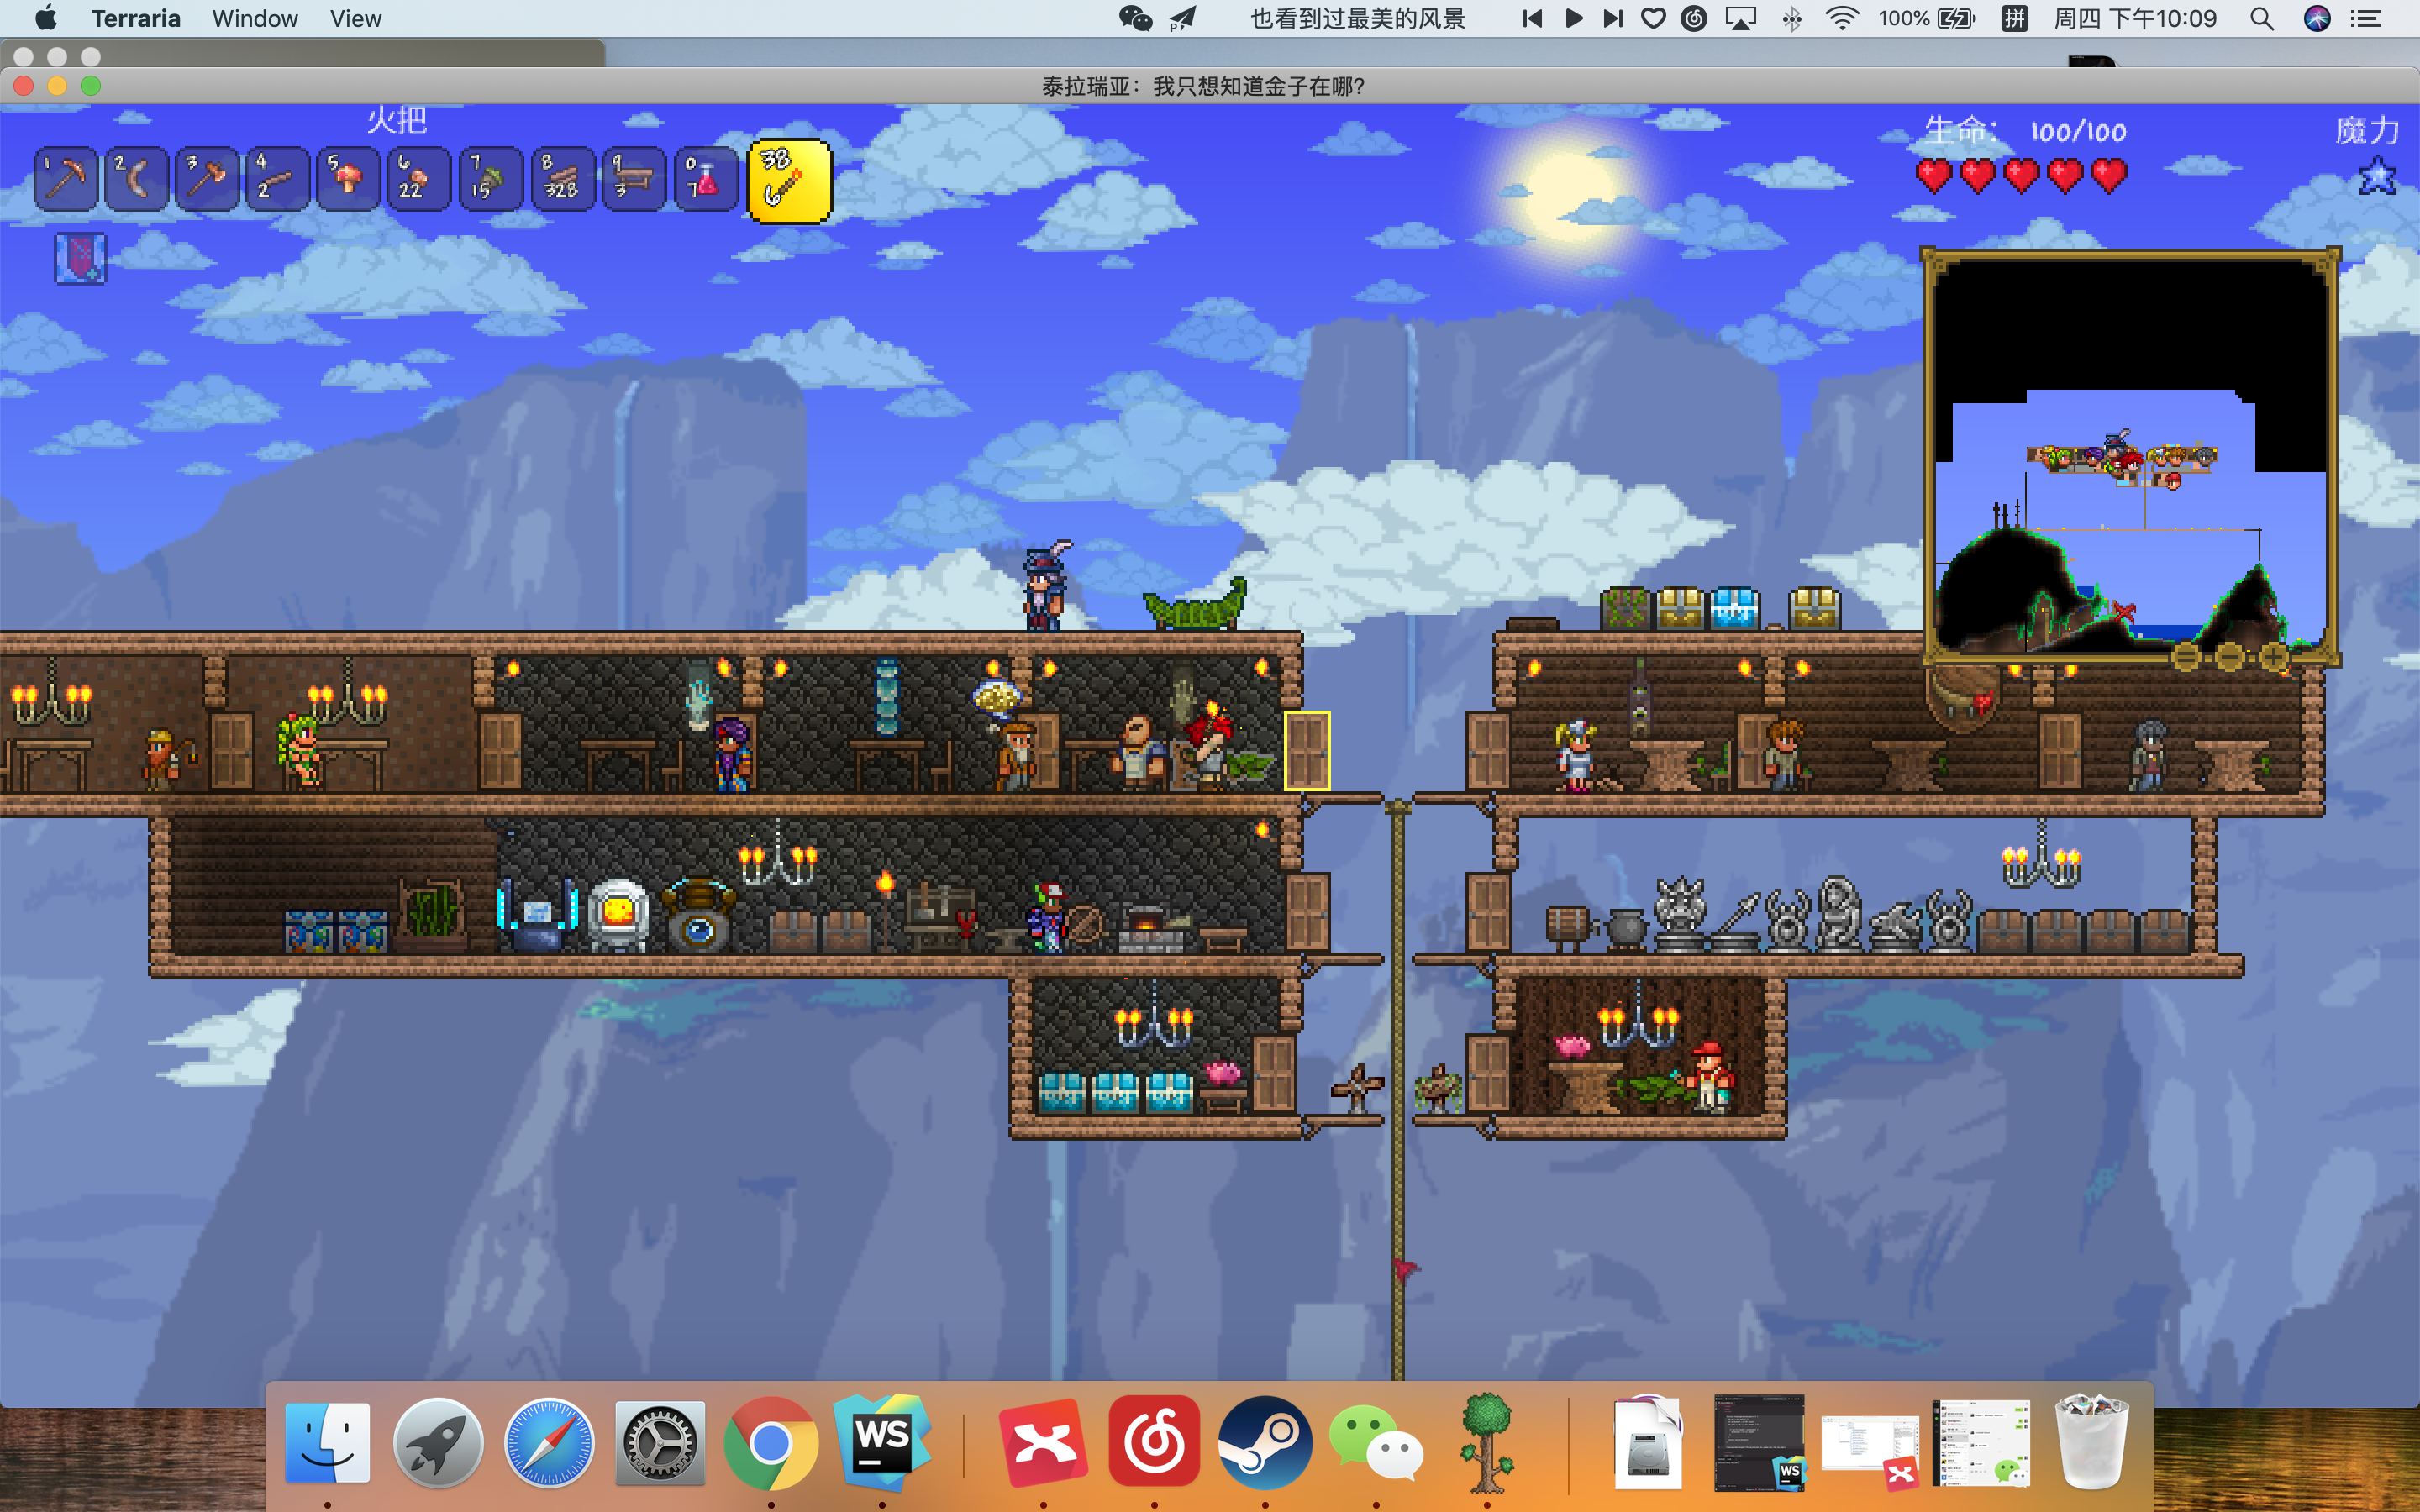 Terraria Window View 也看到过最美的风景 100% 拼 周四 下午10:09
泰拉瑞亚：我只想知道金子在哪?
火把
生命： 100/100 魔力
1 2 3 4 2 5 6 22 7 15 8 328 9 3 0 7 38 6
WS
WS